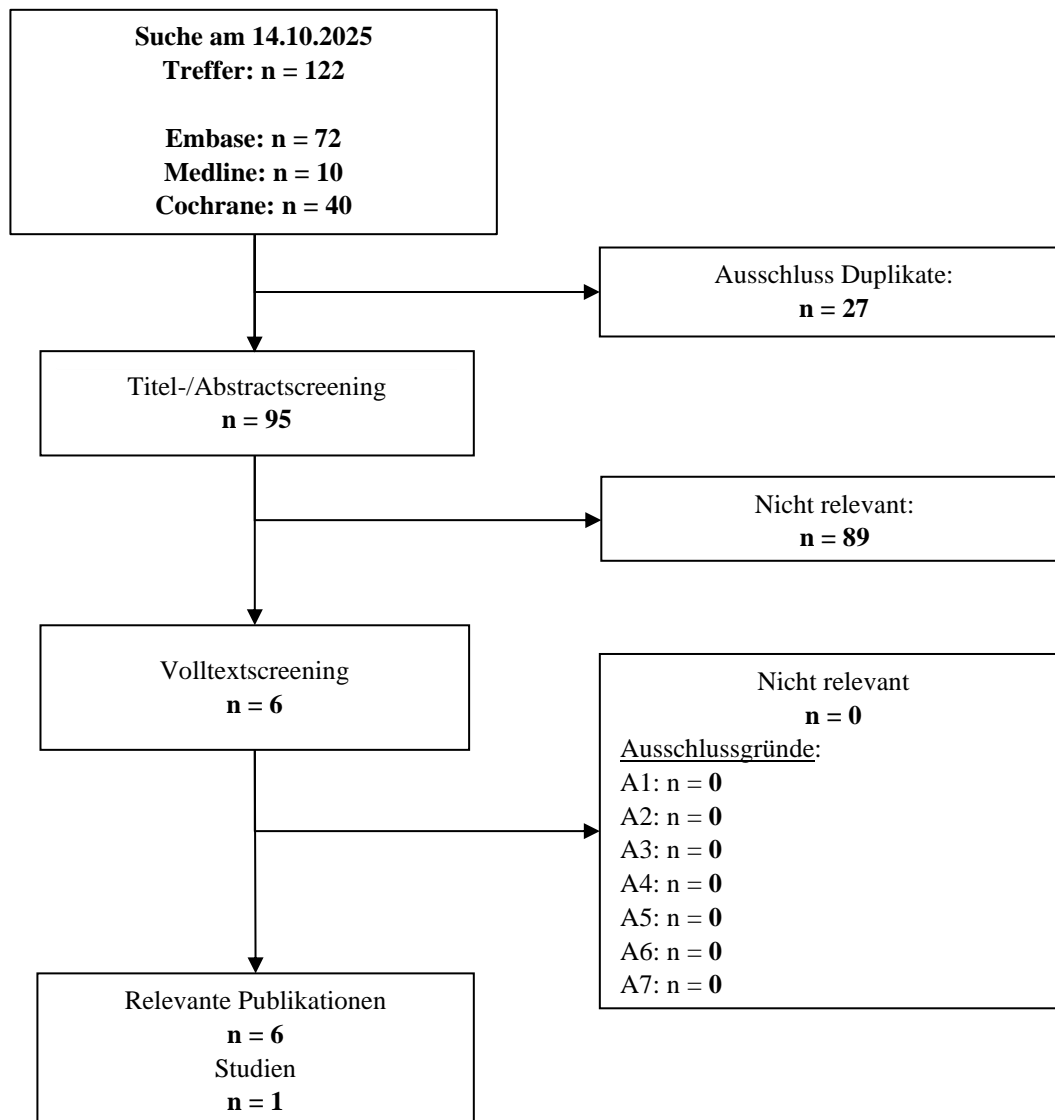 Suche am 14.10.2025
Treffer: n = 122
Embase: n = 72
Medline: n = 10
Cochrane: n = 40
Ausschluss Duplikate:
n = 27
Titel-/Abstractscreening
n = 95
Nicht relevant:
n = 89
Volltextscreening
n = 6
Nicht relevant
n = 0
Ausschlussgründe:
A1: n = 0
A2: n = 0
A3: n = 0
A4: n = 0
A5: n = 0
A6: n = 0
A7: n = 0
Relevante Publikationen
n = 6
Studien
n = 1